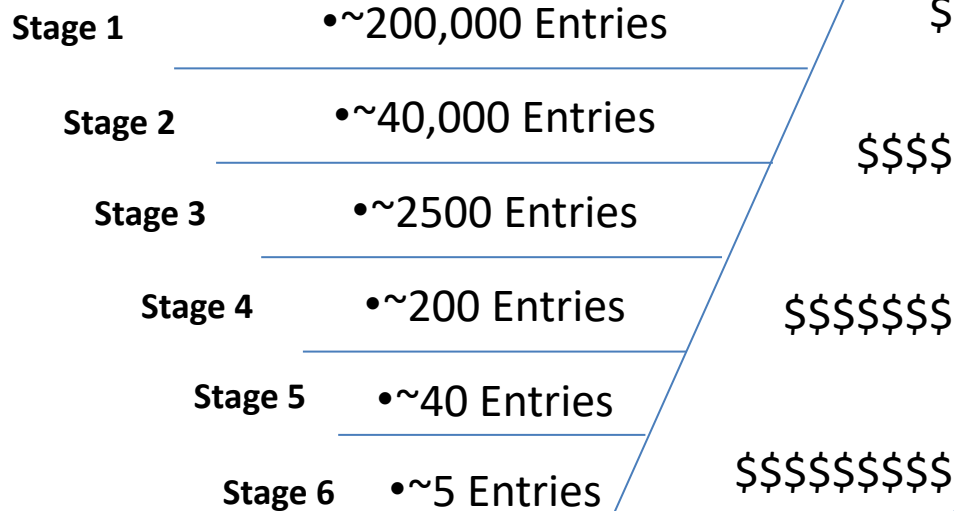 Stage 1 •~200,000 Entries $
Stage 2 •~40,000 Entries
$$$$
Stage 3 •~2500 Entries
Stage 4 •~200 Entries $$$$$$$
Stage 5 •~40 Entries
Stage 6 •~5 Entries $$$$$$$$$